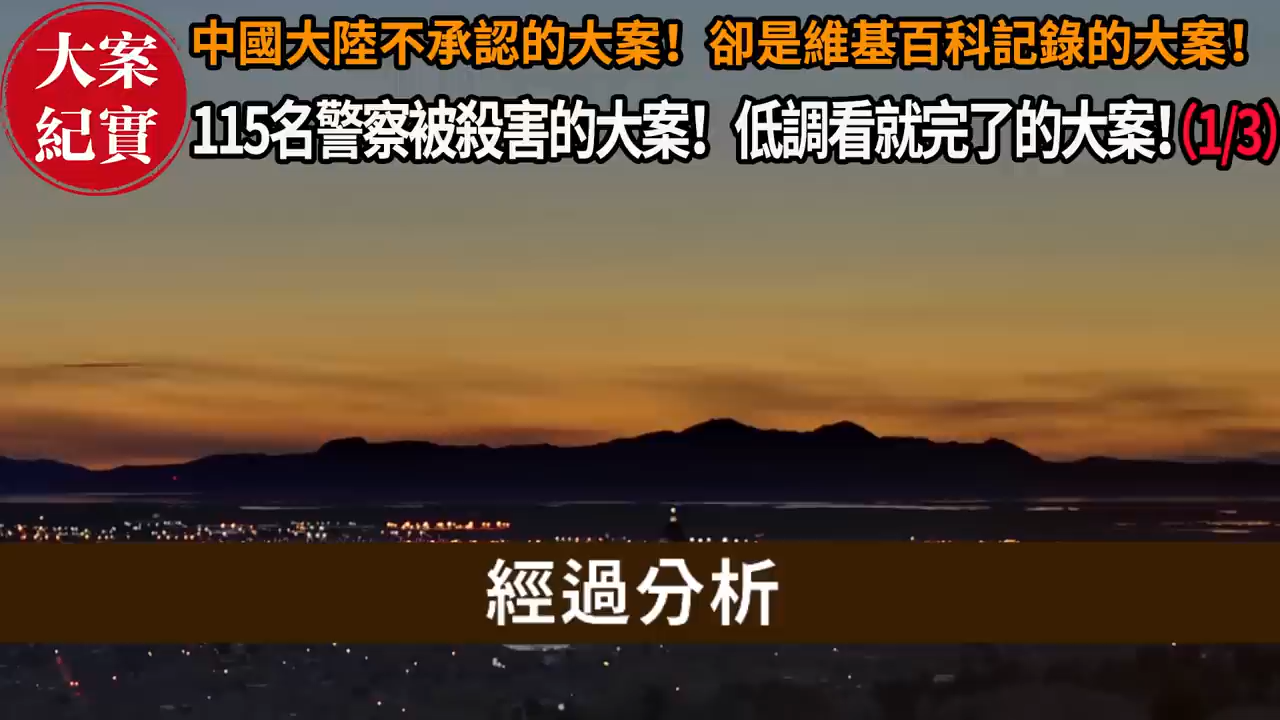 大案
紀實
中國大陸不承認的大案！卻是維基百科記錄的大案！
115名警察被殺害的大案！低調看就完了的大案！(1/3)
經過分析